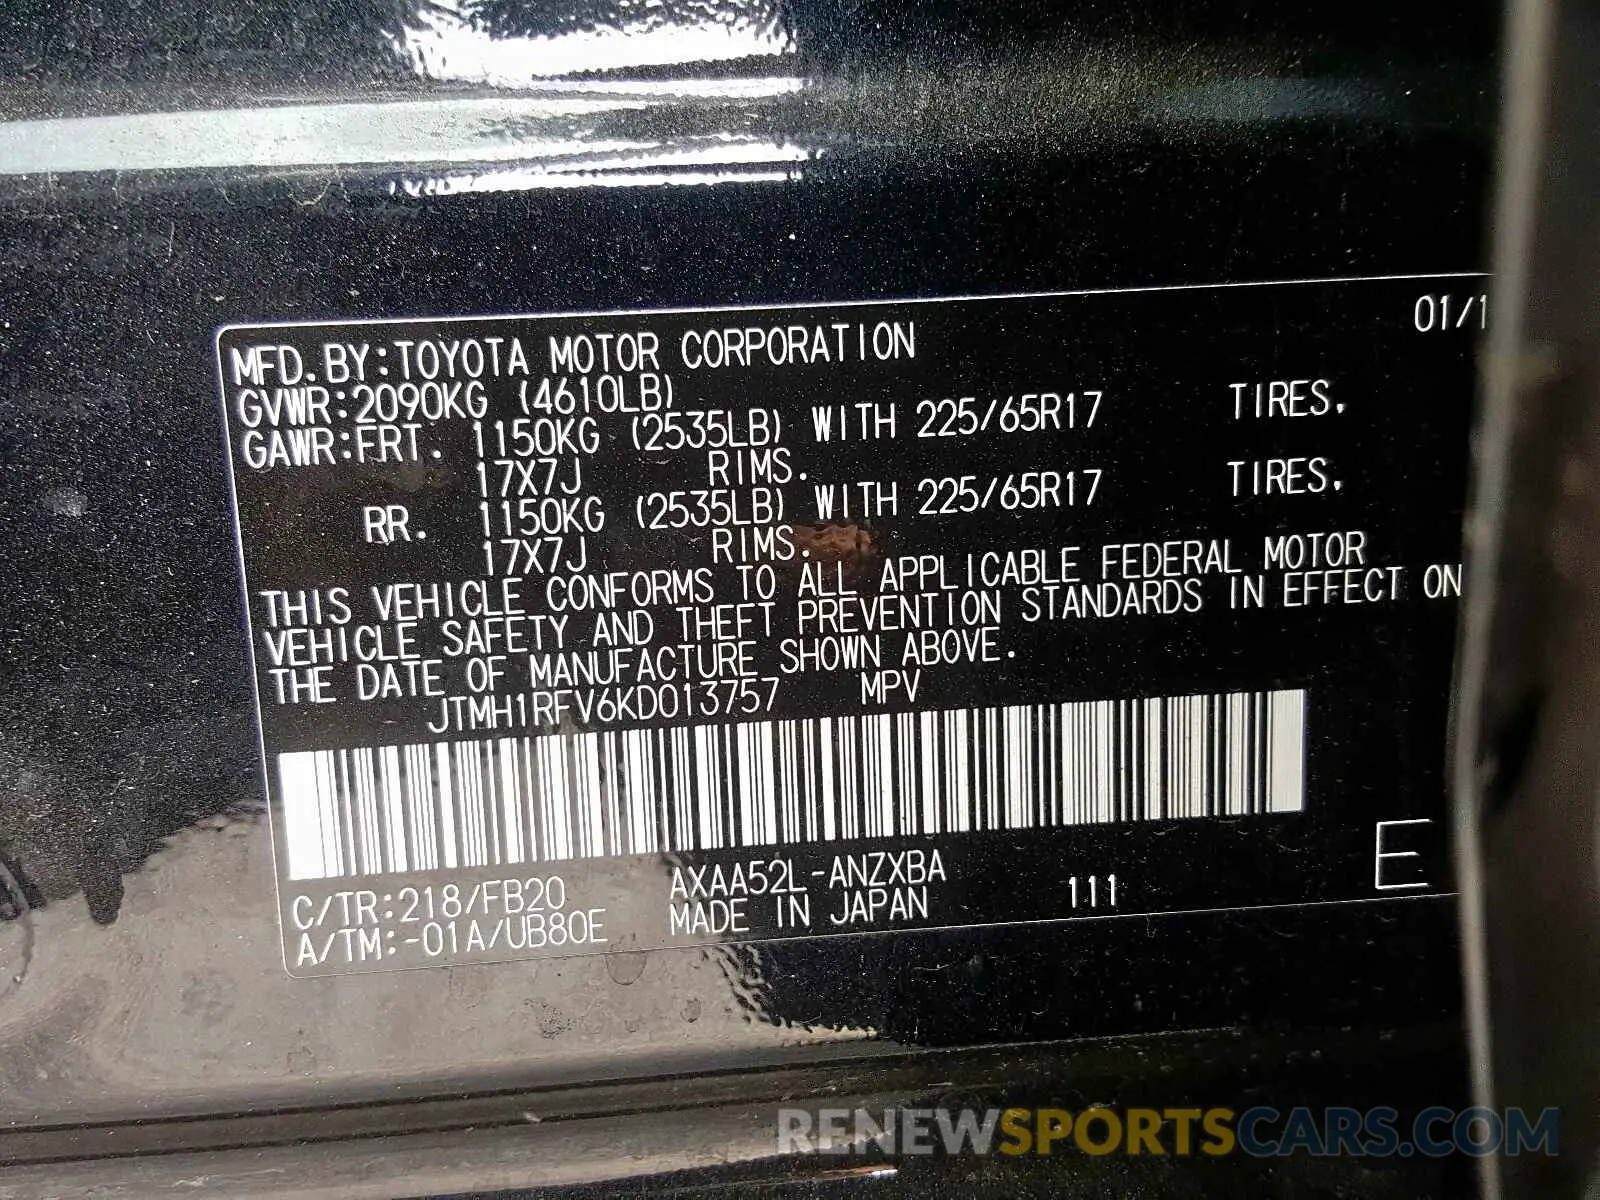 01/1
MFD.BY:TOYOTA MOTOR CORPORATION
GVWR:2090KG (4610LB)
GAWR:FRT. 1150KG (2535LB) WITH 225/65R17 TIRES.
17X7J RIMS.
RR. 1150KG (2535LB) WITH 225/65R17 TIRES.
17X7J RIMS.
THIS VEHICLE CONFORMS TO ALL APPLICABLE FEDERAL MOTOR
VEHICLE SAFETY AND THEFT PREVENTION STANDARDS IN EFFECT ON
THE DATE OF MANUFACTURE SHOWN ABOVE.
JTMH1RFV6KD013757 MPV
C/TR:218/FB20 AXAA52L-ANZXBA
A/TM:-01A/UB80E MADE IN JAPAN 111 E
RENEWSPORTSCARS.COM